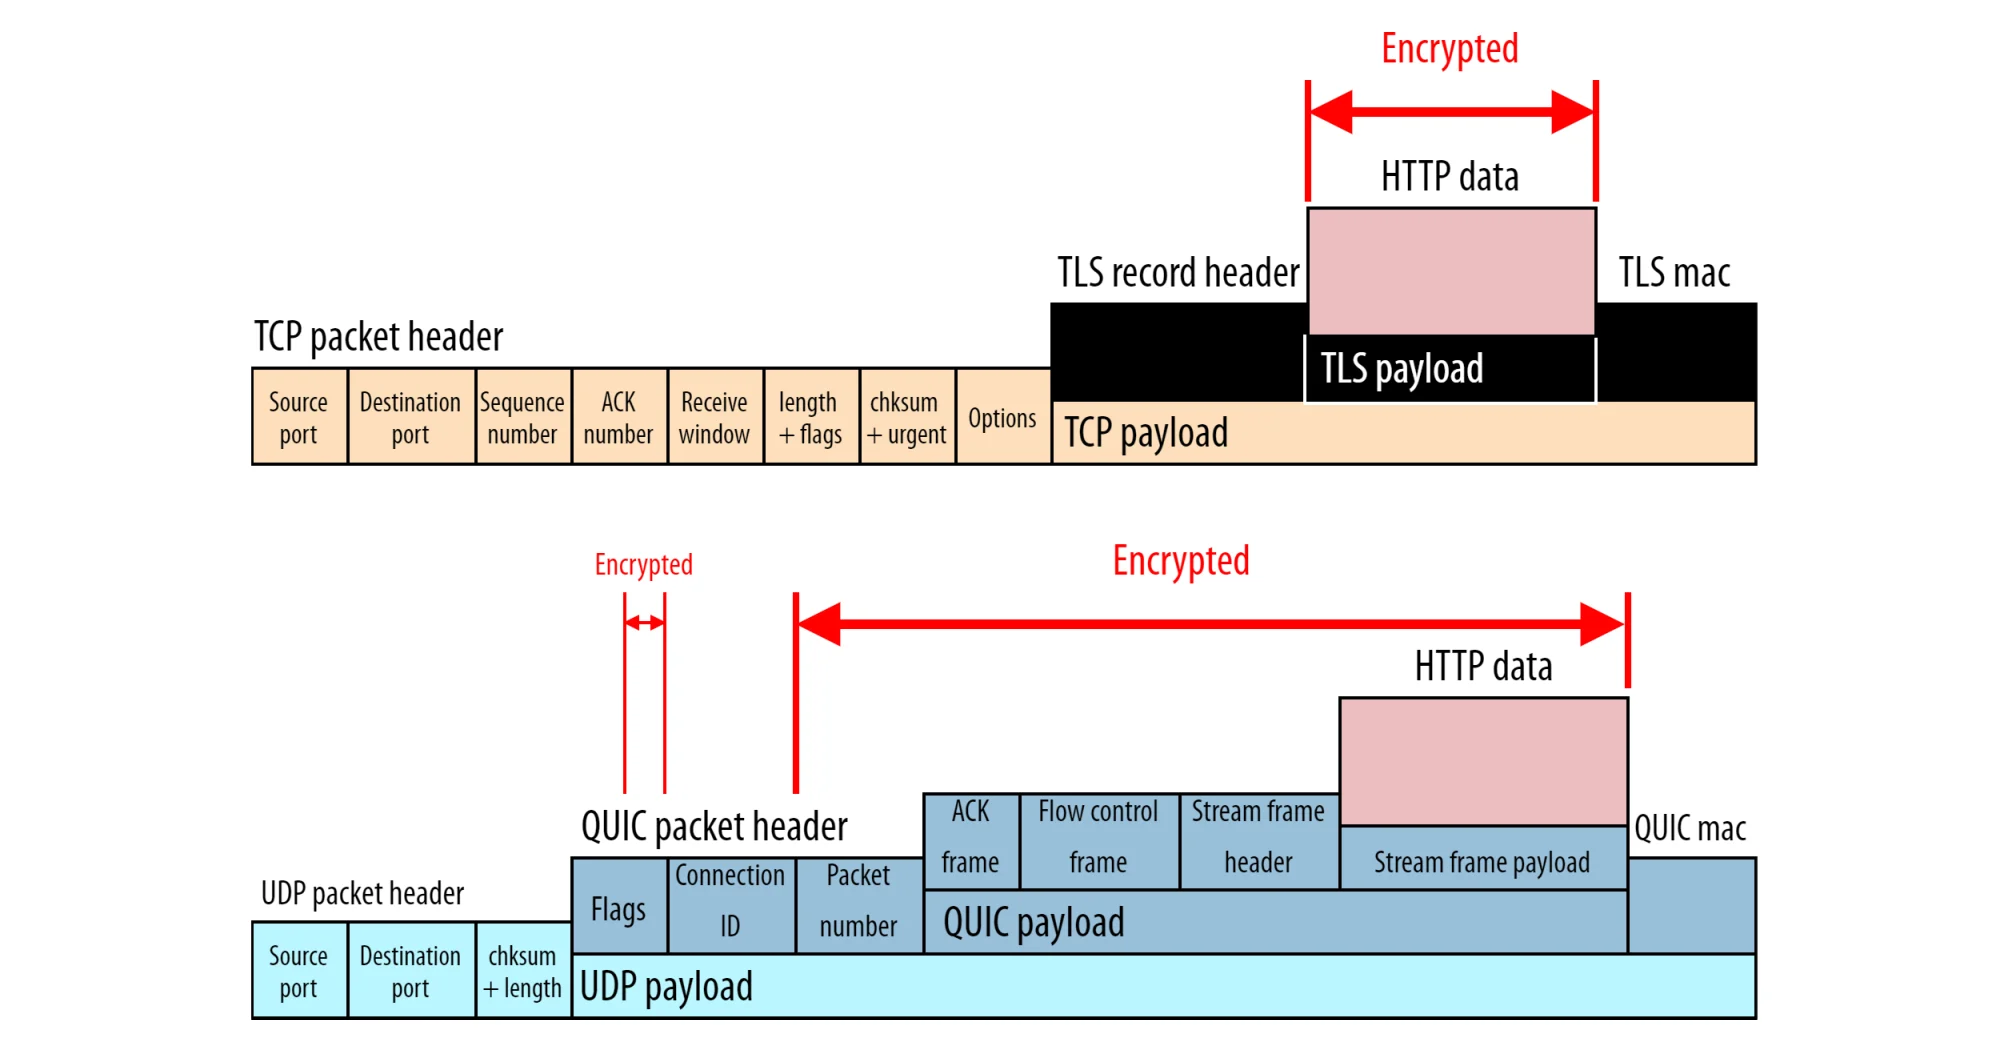 Encrypted
HTTP data
TLS record header
TLS mac
TCP packet header
TLS payload
Source
port
Destination
port
Sequence
number
ACK
number
Receive
window
length
+ flags
chksum
+ urgent
Options
TCP payload
Encrypted
Encrypted
HTTP data
QUIC packet header
ACK
frame
Flow control
frame
Stream frame
header
Stream frame payload
QUIC mac
UDP packet header
Flags
Connection
ID
Packet
number
QUIC payload
Source
port
Destination
port
chksum
+ length
UDP payload